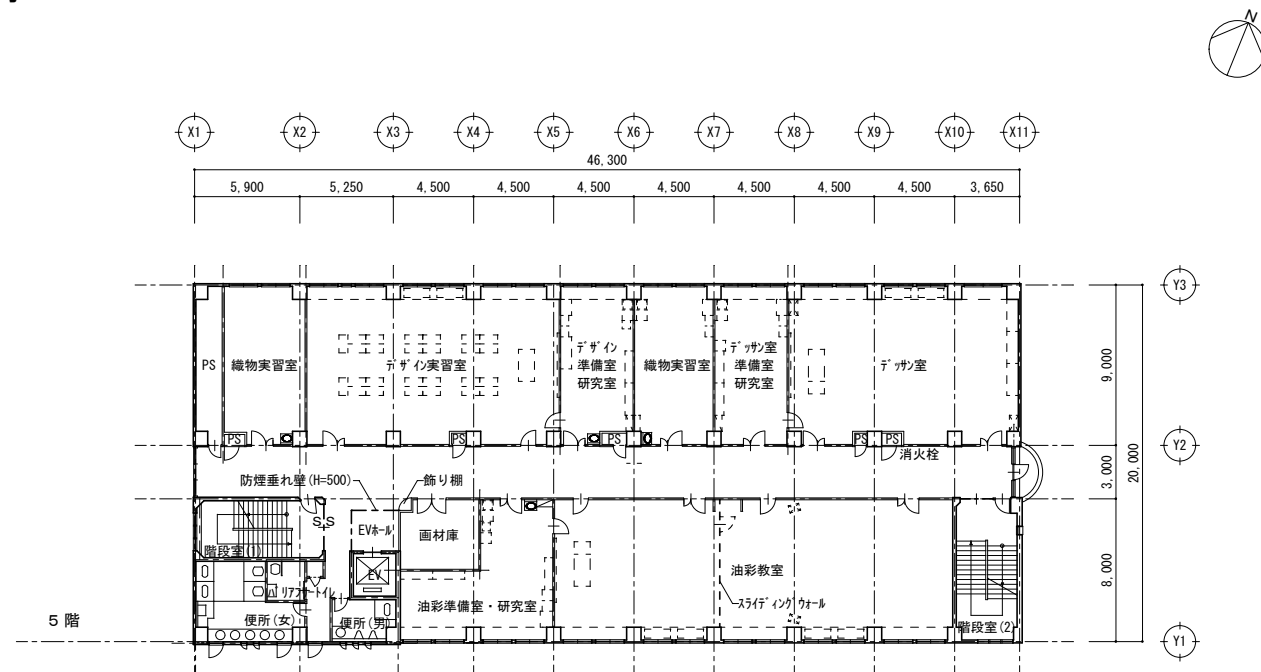 N
X1 X2 X3 X4 X5 X6 X7 X8 X9 X10 X11
46,300
5,900 5,250 4,500 4,500 4,500 4,500 4,500 4,500 4,500 3,650
Y3
PS
織物実習室
デザイン実習室
デザイン
準備室
研究室
織物実習室
デッサン室
準備室
研究室
デッサン室
9,000
PS
PS
PS
PS
PS
Y2
消火栓
3,000
20,000
防煙垂れ壁(H=500)
飾り棚
SS
EVホール
画材庫
階段室(1)
EV
油彩教室
8,000
バリアフリートイレ
油彩準備室・研究室
スライディングウォール
5階
便所(女)
便所(男)
階段室(2)
Y1